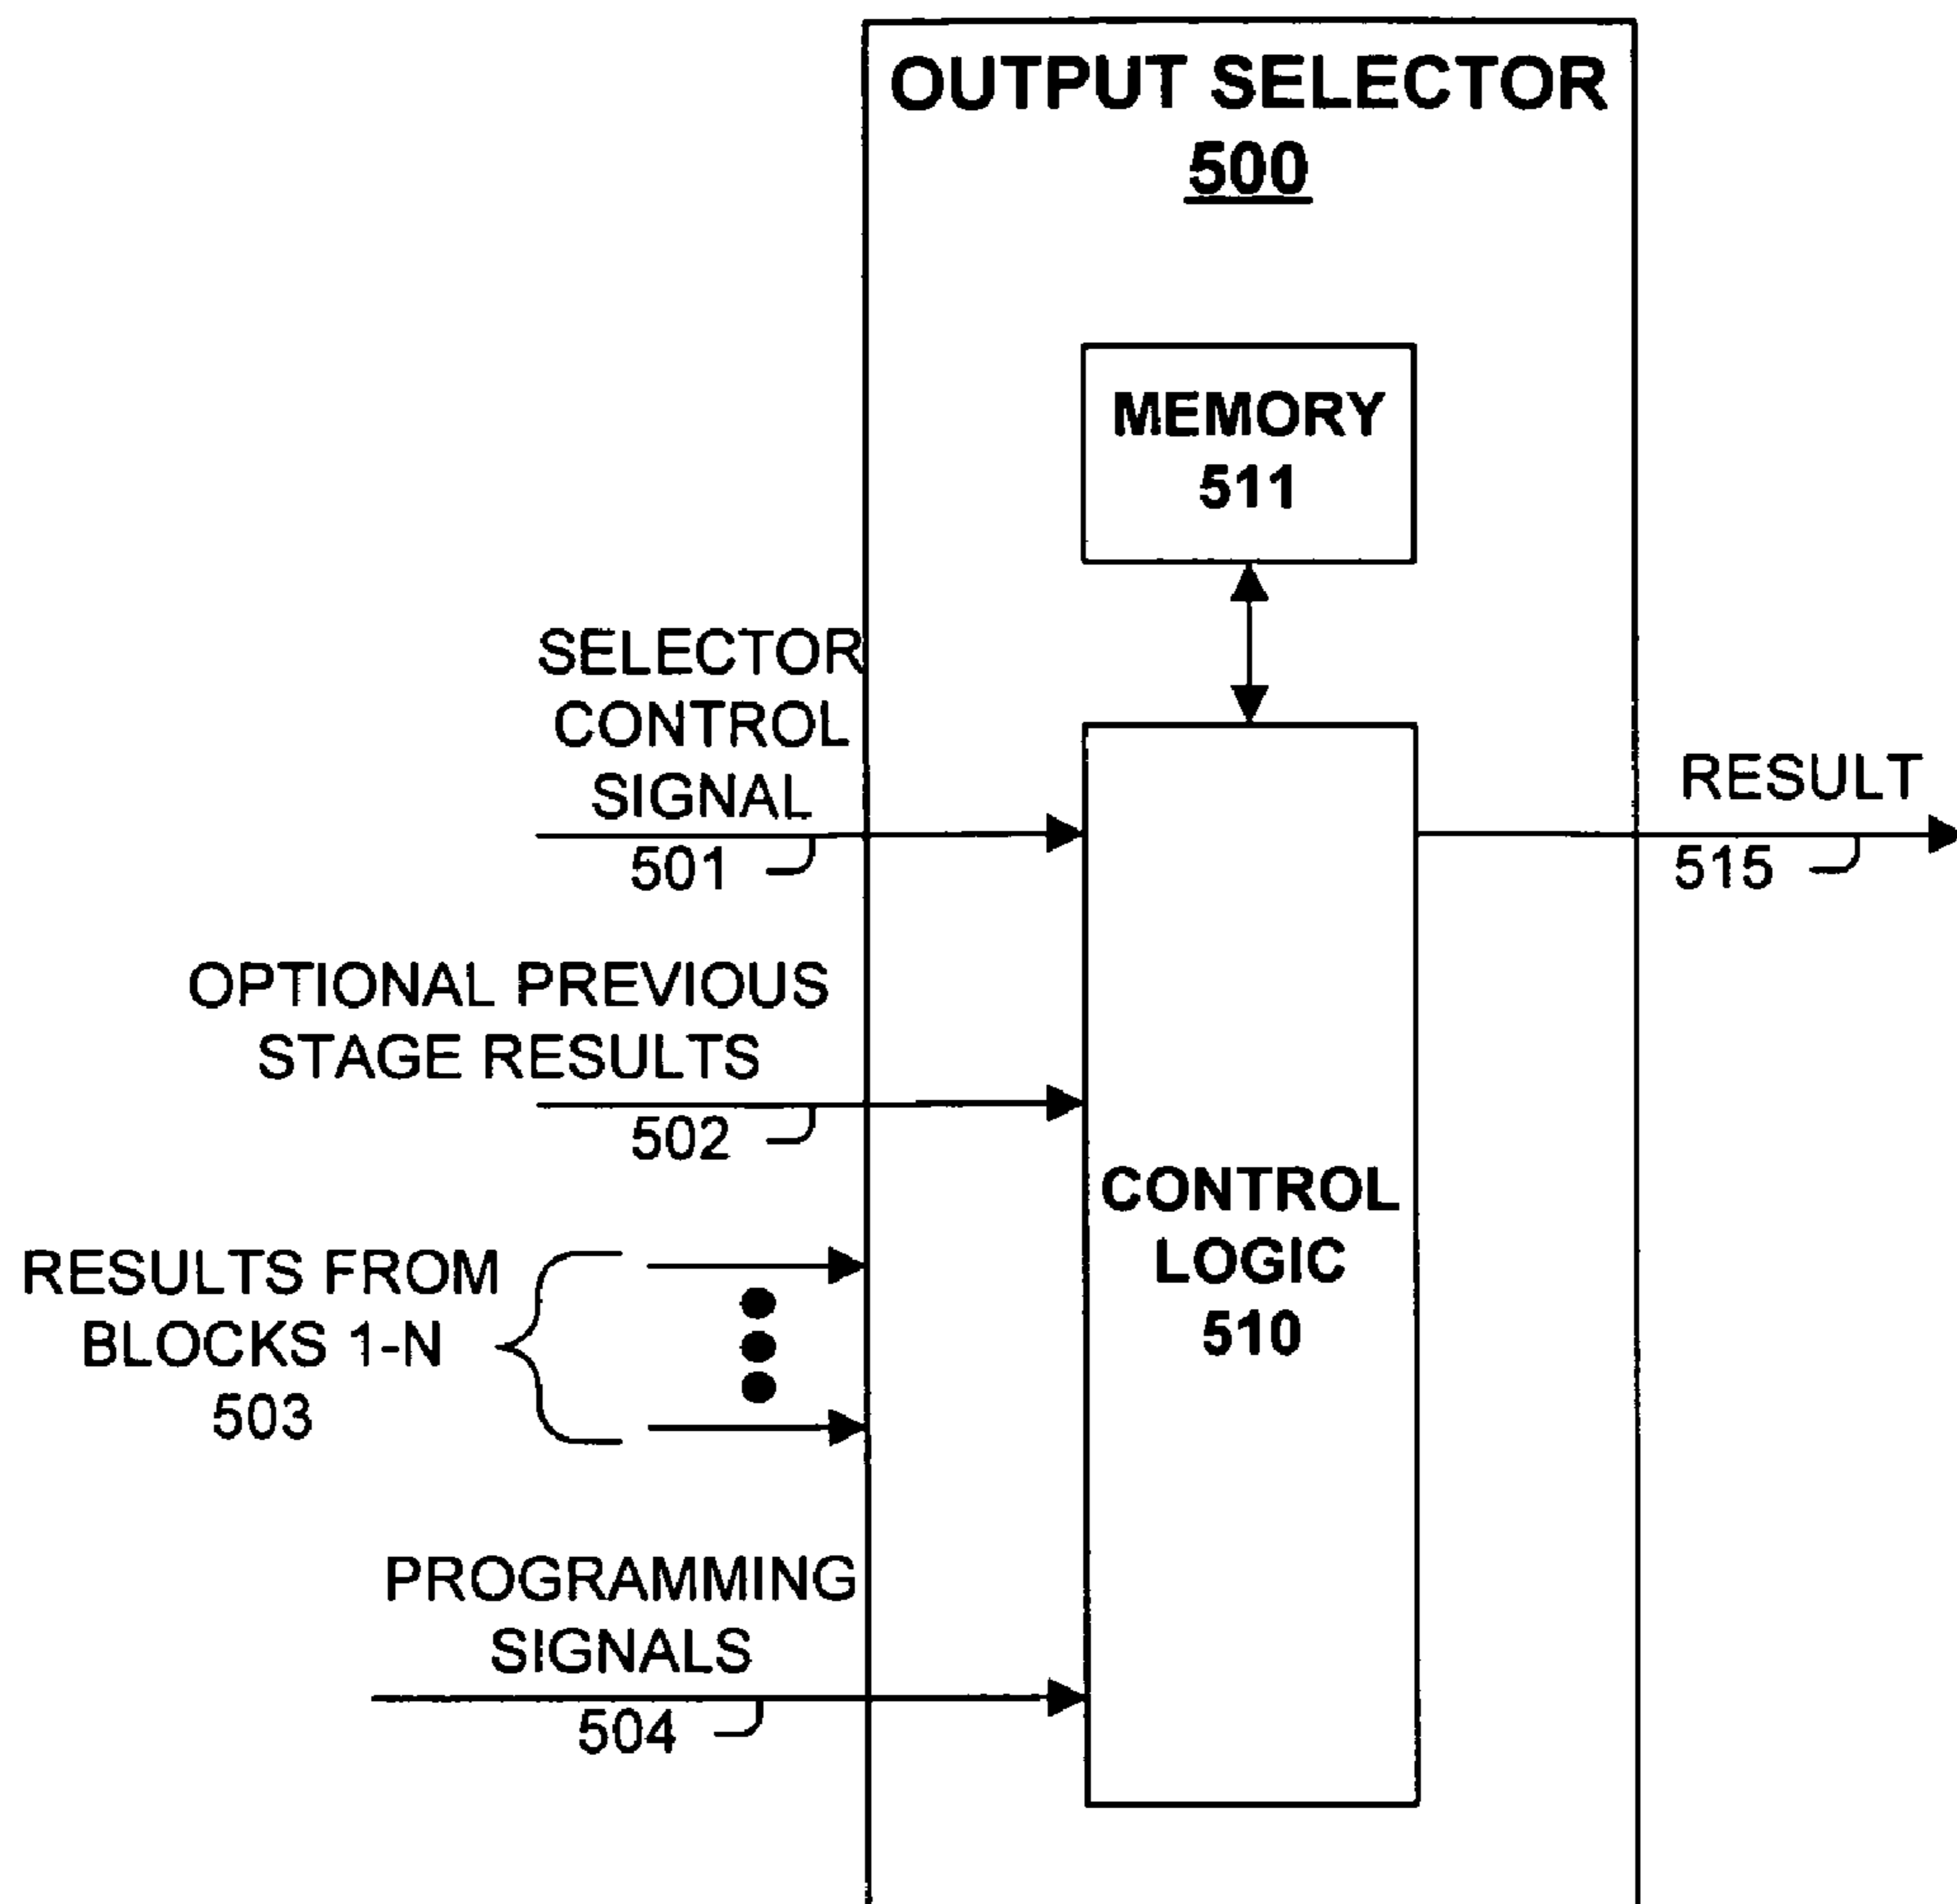 OUTPUT SELECTOR
500
MEMORY
511
SELECTOR
CONTROL
SIGNAL
501
RESULT
515
OPTIONAL PREVIOUS
STAGE RESULTS
502
CONTROL
LOGIC
510
RESULTS FROM
BLOCKS 1-N
503
PROGRAMMING
SIGNALS
504